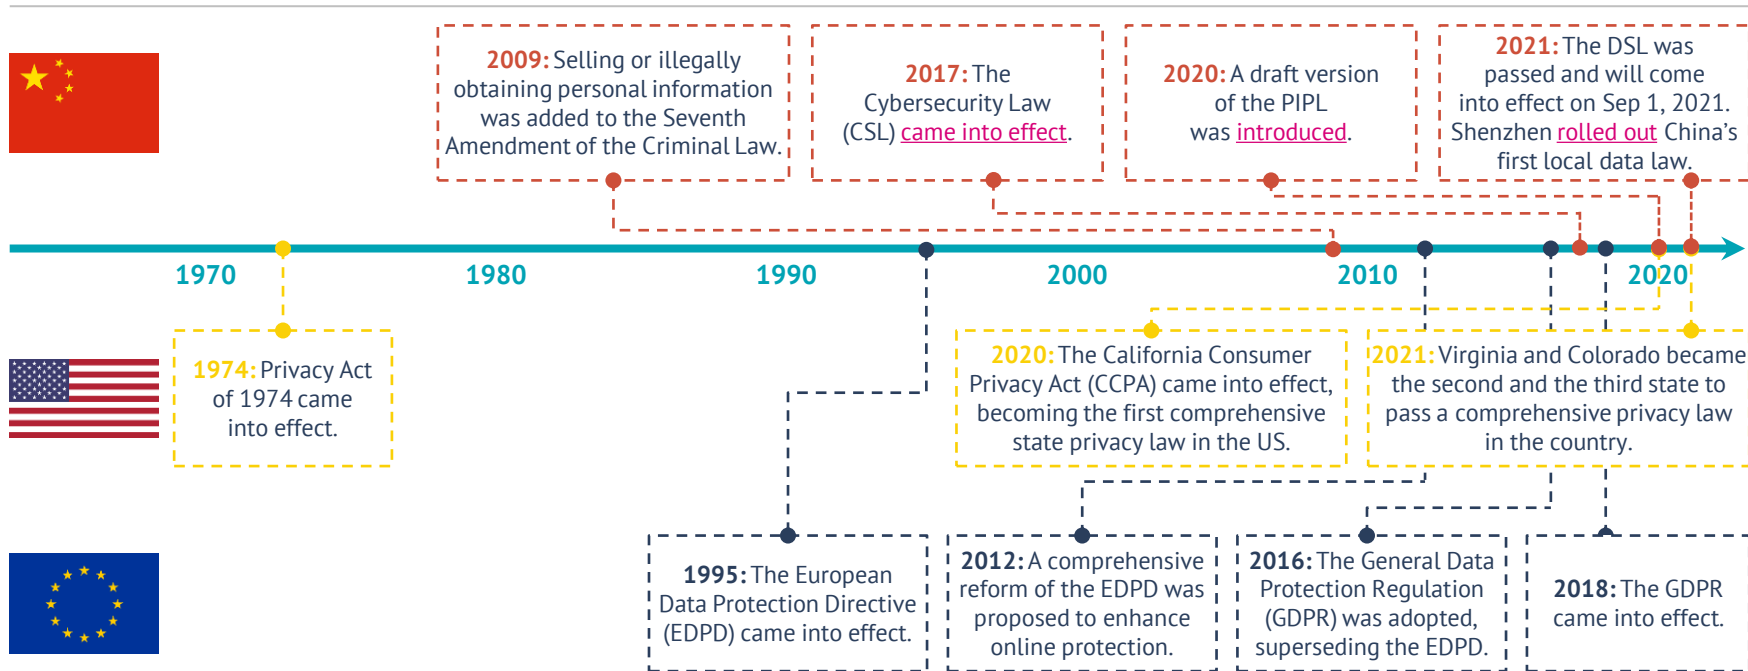 2009: Selling or illegally
obtaining personal information
was added to the Seventh
Amendment of the Criminal Law.
2017: The
Cybersecurity Law
(CSL) came into effect.
2020: A draft version
of the PIPL
was introduced.
2021: The DSL was
passed and will come
into effect on Sep 1, 2021.
Shenzhen rolled out China's
first local data law.
1970
1980
1990
2000
2010
2020
1974: Privacy Act
of 1974 came
into effect.
2020: The California Consumer
Privacy Act (CCPA) came into effect,
becoming the first comprehensive
state privacy law in the US.
2021: Virginia and Colorado became
the second and the third state to
pass a comprehensive privacy law
in the country.
1995: The European
Data Protection Directive
(EDPD) came into effect.
2012: A comprehensive
reform of the EDPD was
proposed to enhance
online protection.
2016: The General Data
Protection Regulation
(GDPR) was adopted,
superseding the EDPD.
2018: The GDPR
came into effect.